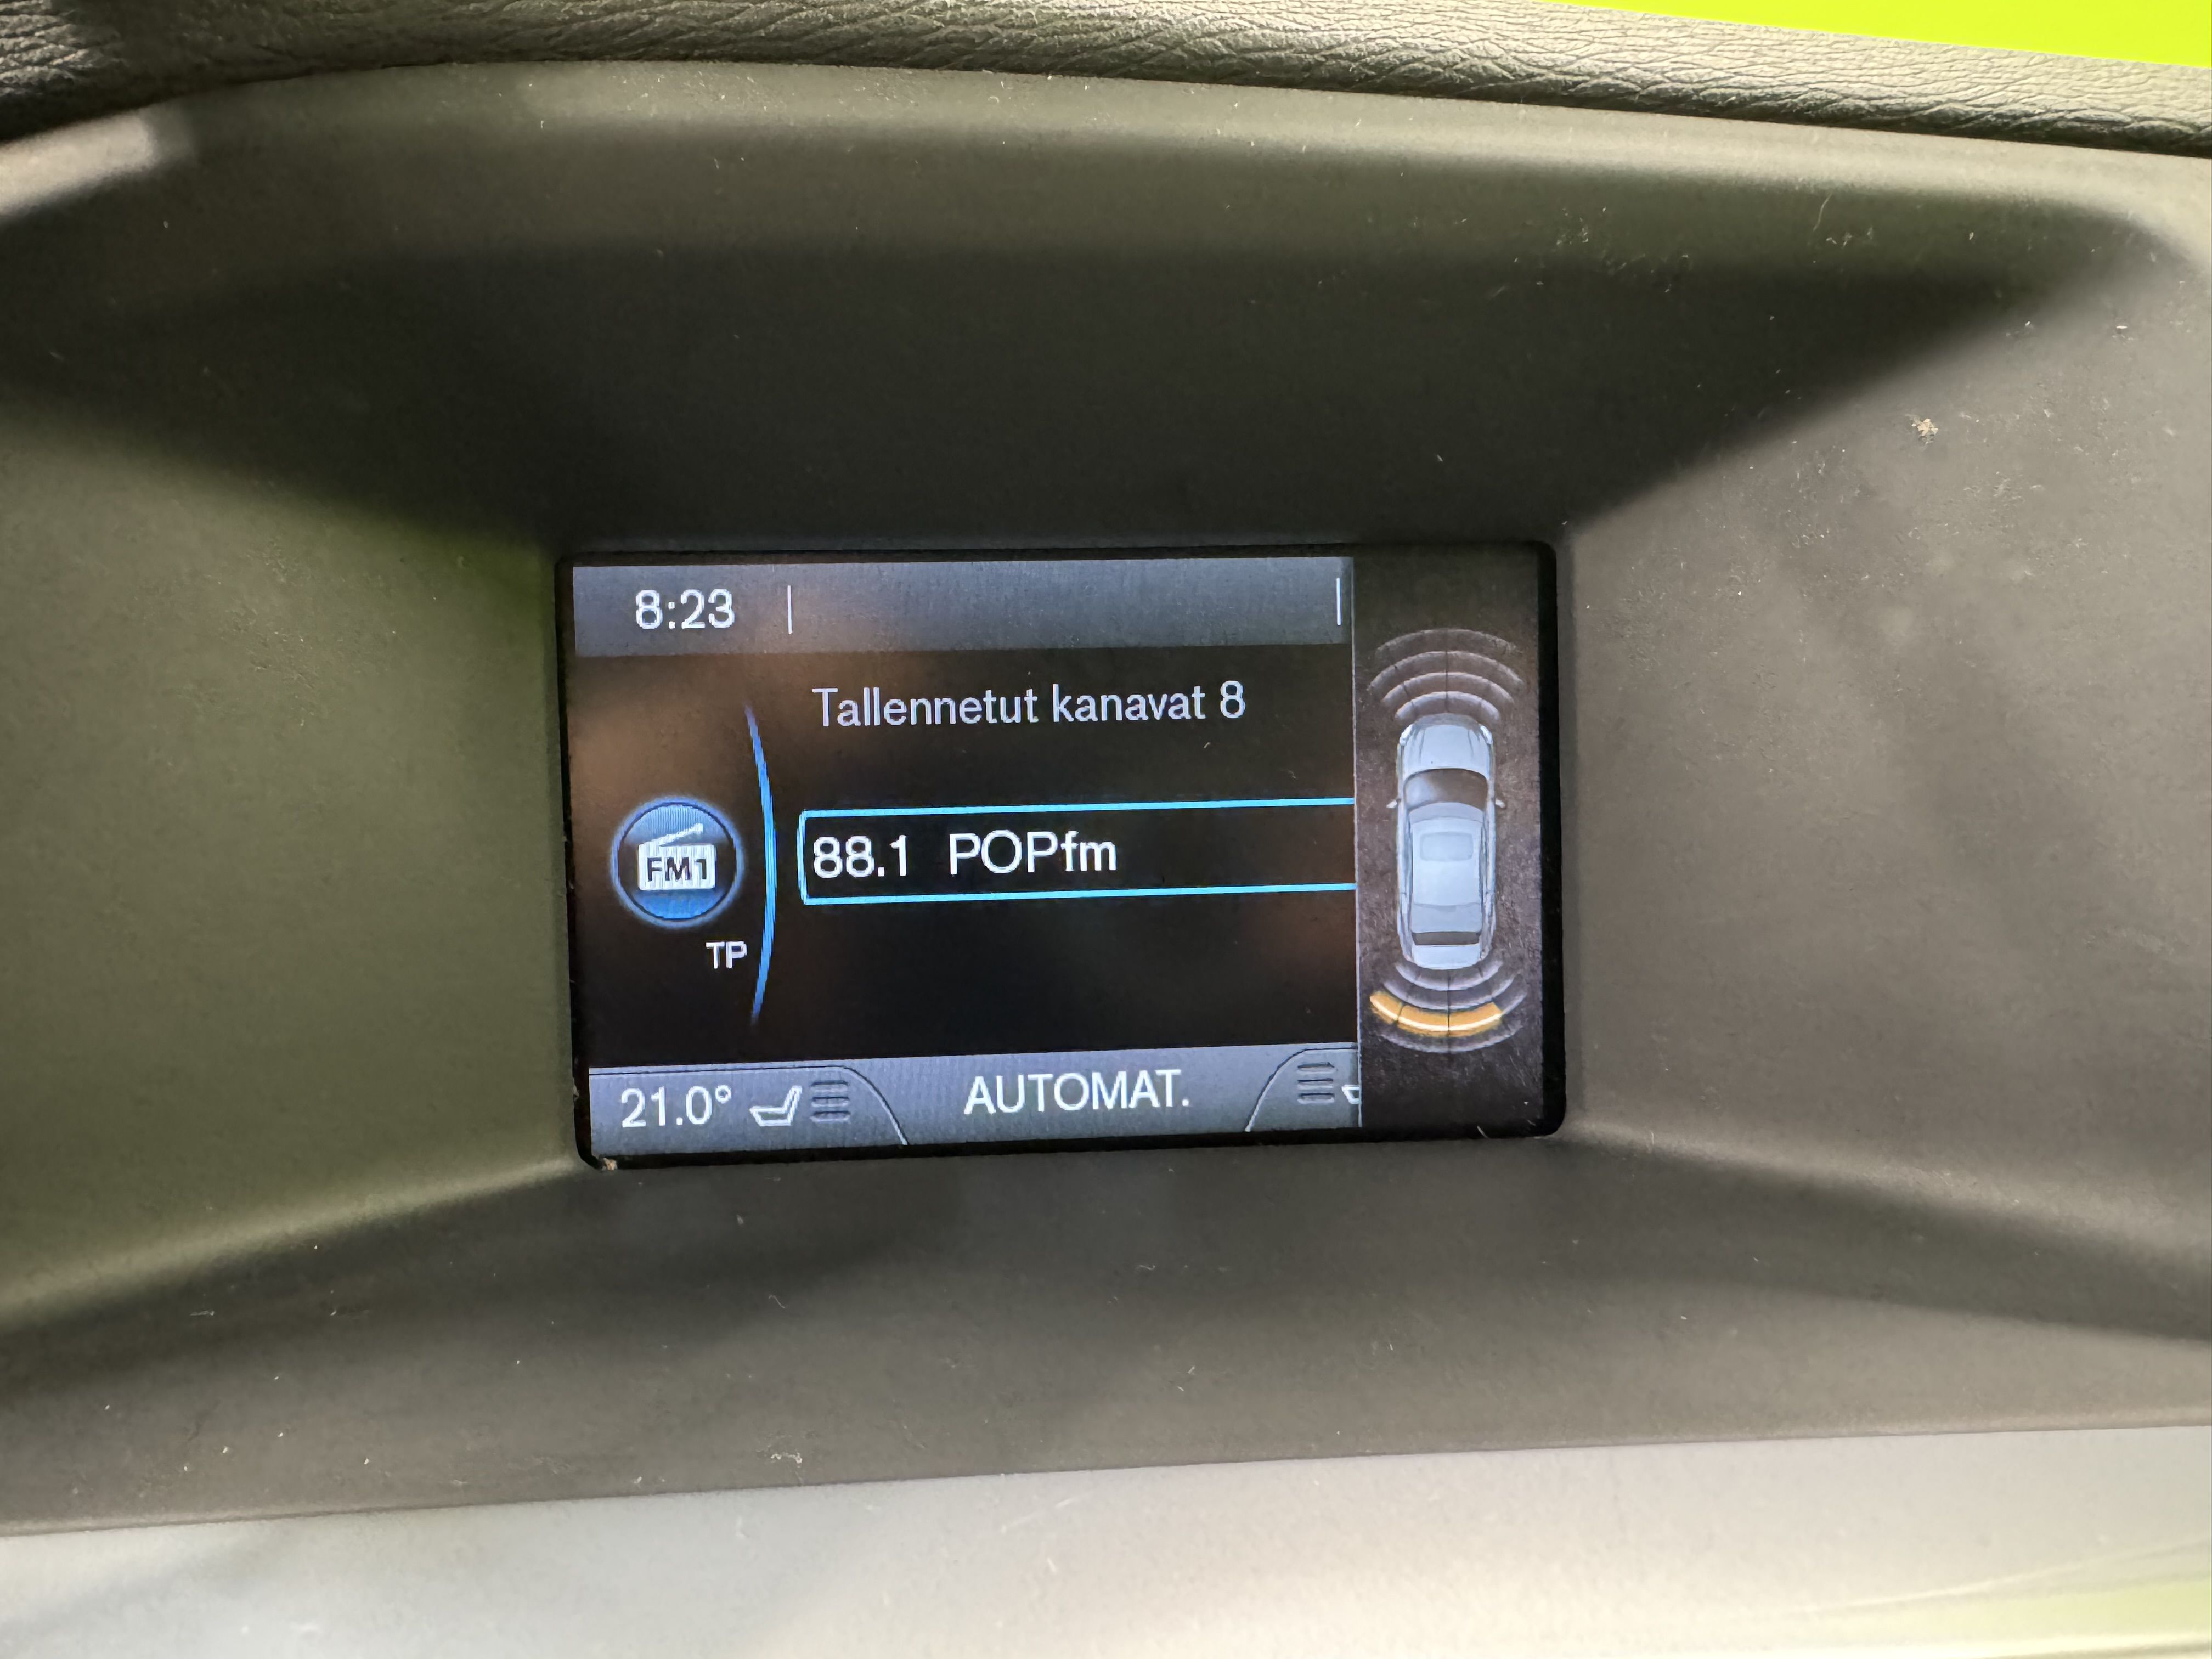 8:23
Tallennetut kanavat 8
FM1
88.1 POPfm
TP
21.0° AUTOMAT.